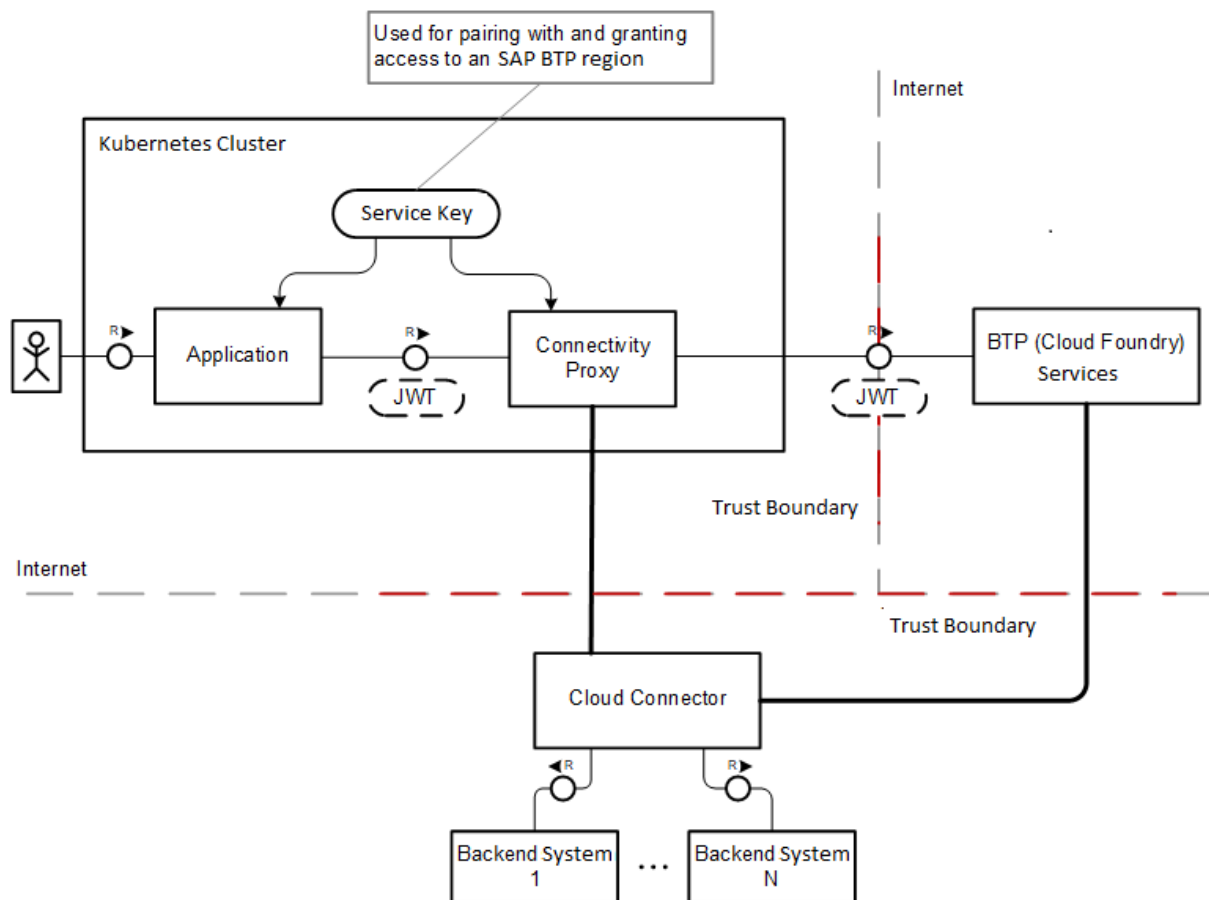 Used for pairing with and granting
access to an SAP BTP region
Internet
Kubernetes Cluster
Service Key
R
Application
R
JWT
Connectivity
Proxy
R
JWT
BTP (Cloud Foundry)
Services
Trust Boundary
Internet
Trust Boundary
Cloud Connector
R
R
Backend System
1
...
Backend System
N